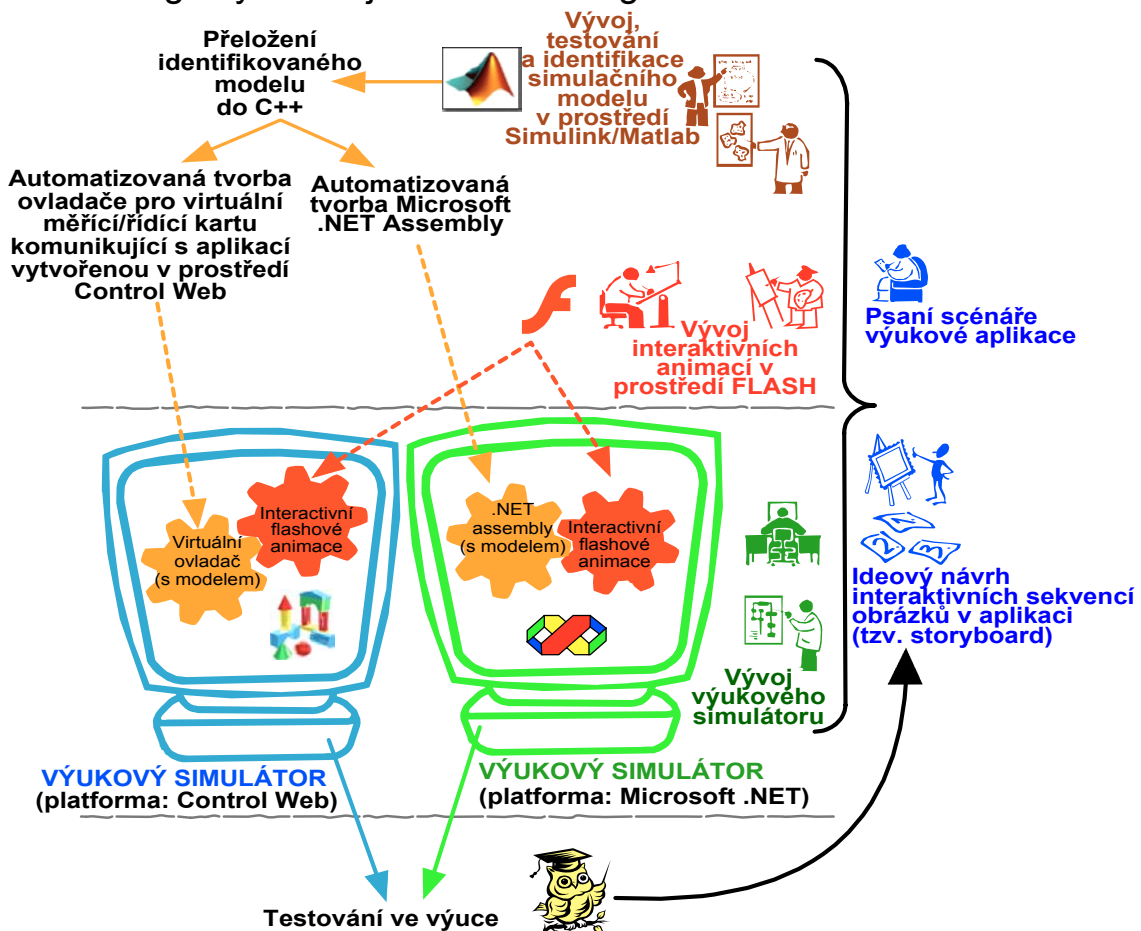 Přeložení
identifikovaného
modelu
do C++
Vývoj,
testování
a identifikace
simulačního
modelu
v prostředí
Simulink/Matlab
Automatizovaná tvorba
ovladače pro virtuální
měřící/řídící kartu
komunikující s aplikací
vytvořenou v prostředí
Control Web
Automatizovaná
tvorba Microsoft
.NET Assembly
Vývoj
interaktivních
animací v
prostředí FLASH
Psaní scénáře
výukové aplikace
Virtuální
ovladač
(s modelem)
Interactivní
flashové
animace
.NET
assembly
(s modelem)
Interactivní
flashové
animace
1
2
3.
Ideový návrh
interaktivních sekvencí
obrázků v aplikaci
(tzv. storyboard)
Vývoj
výukového
simulátoru
VÝUKOVÝ SIMULÁTOR
(platforma: Control Web)
VÝUKOVÝ SIMULÁTOR
(platforma: Microsoft .NET)
Testování ve výuce